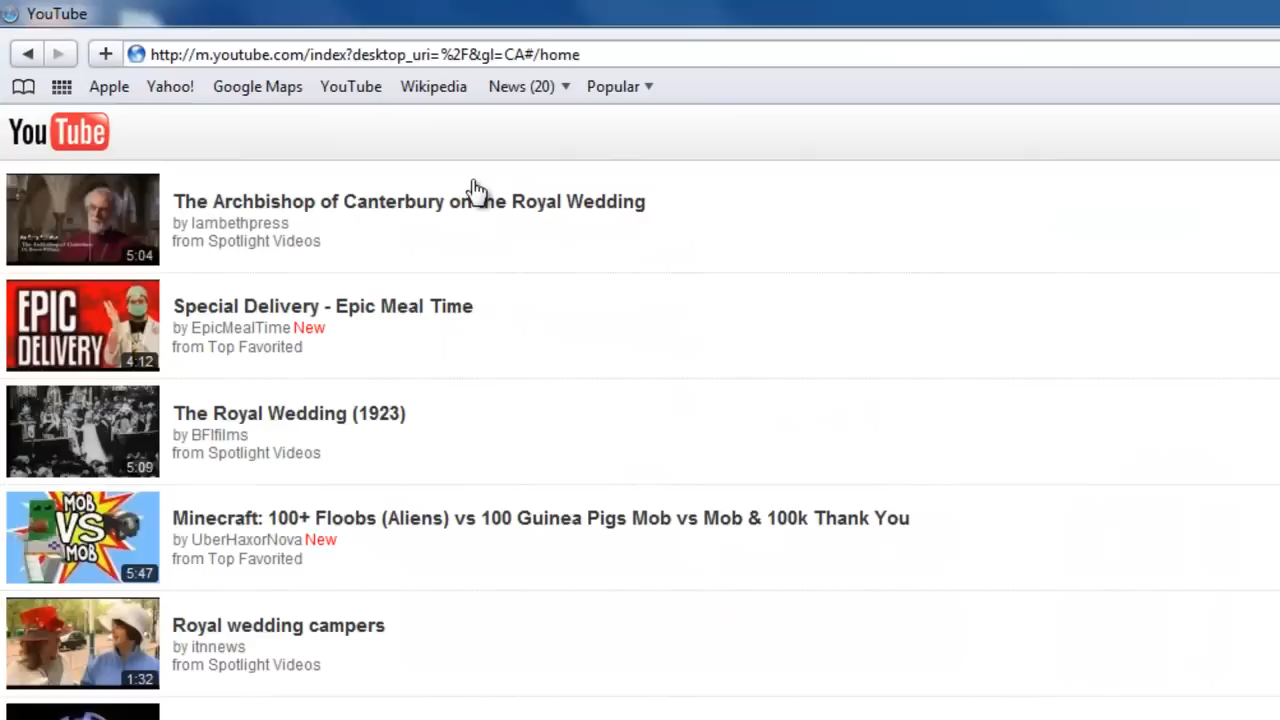 YouTube
http://m.youtube.com/index?desktop_uri=%2F&gl=CA#/home
Apple Yahoo! Google Maps YouTube Wikipedia News (20) Popular
YouTube
The Archbishop of Canterbury on the Royal Wedding
by lambethpress
from Spotlight Videos
5:04
Special Delivery - Epic Meal Time
by EpicMealTime New
from Top Favorited
EPIC
DELIVERY
4:12
The Royal Wedding (1923)
by BFIfilms
from Spotlight Videos
5:09
Minecraft: 100+ Floobs (Aliens) vs 100 Guinea Pigs Mob vs Mob & 100k Thank You
by UberHaxorNova New
from Top Favorited
MOB
VS
MOB
5:47
Royal wedding campers
by itnnews
from Spotlight Videos
1:32